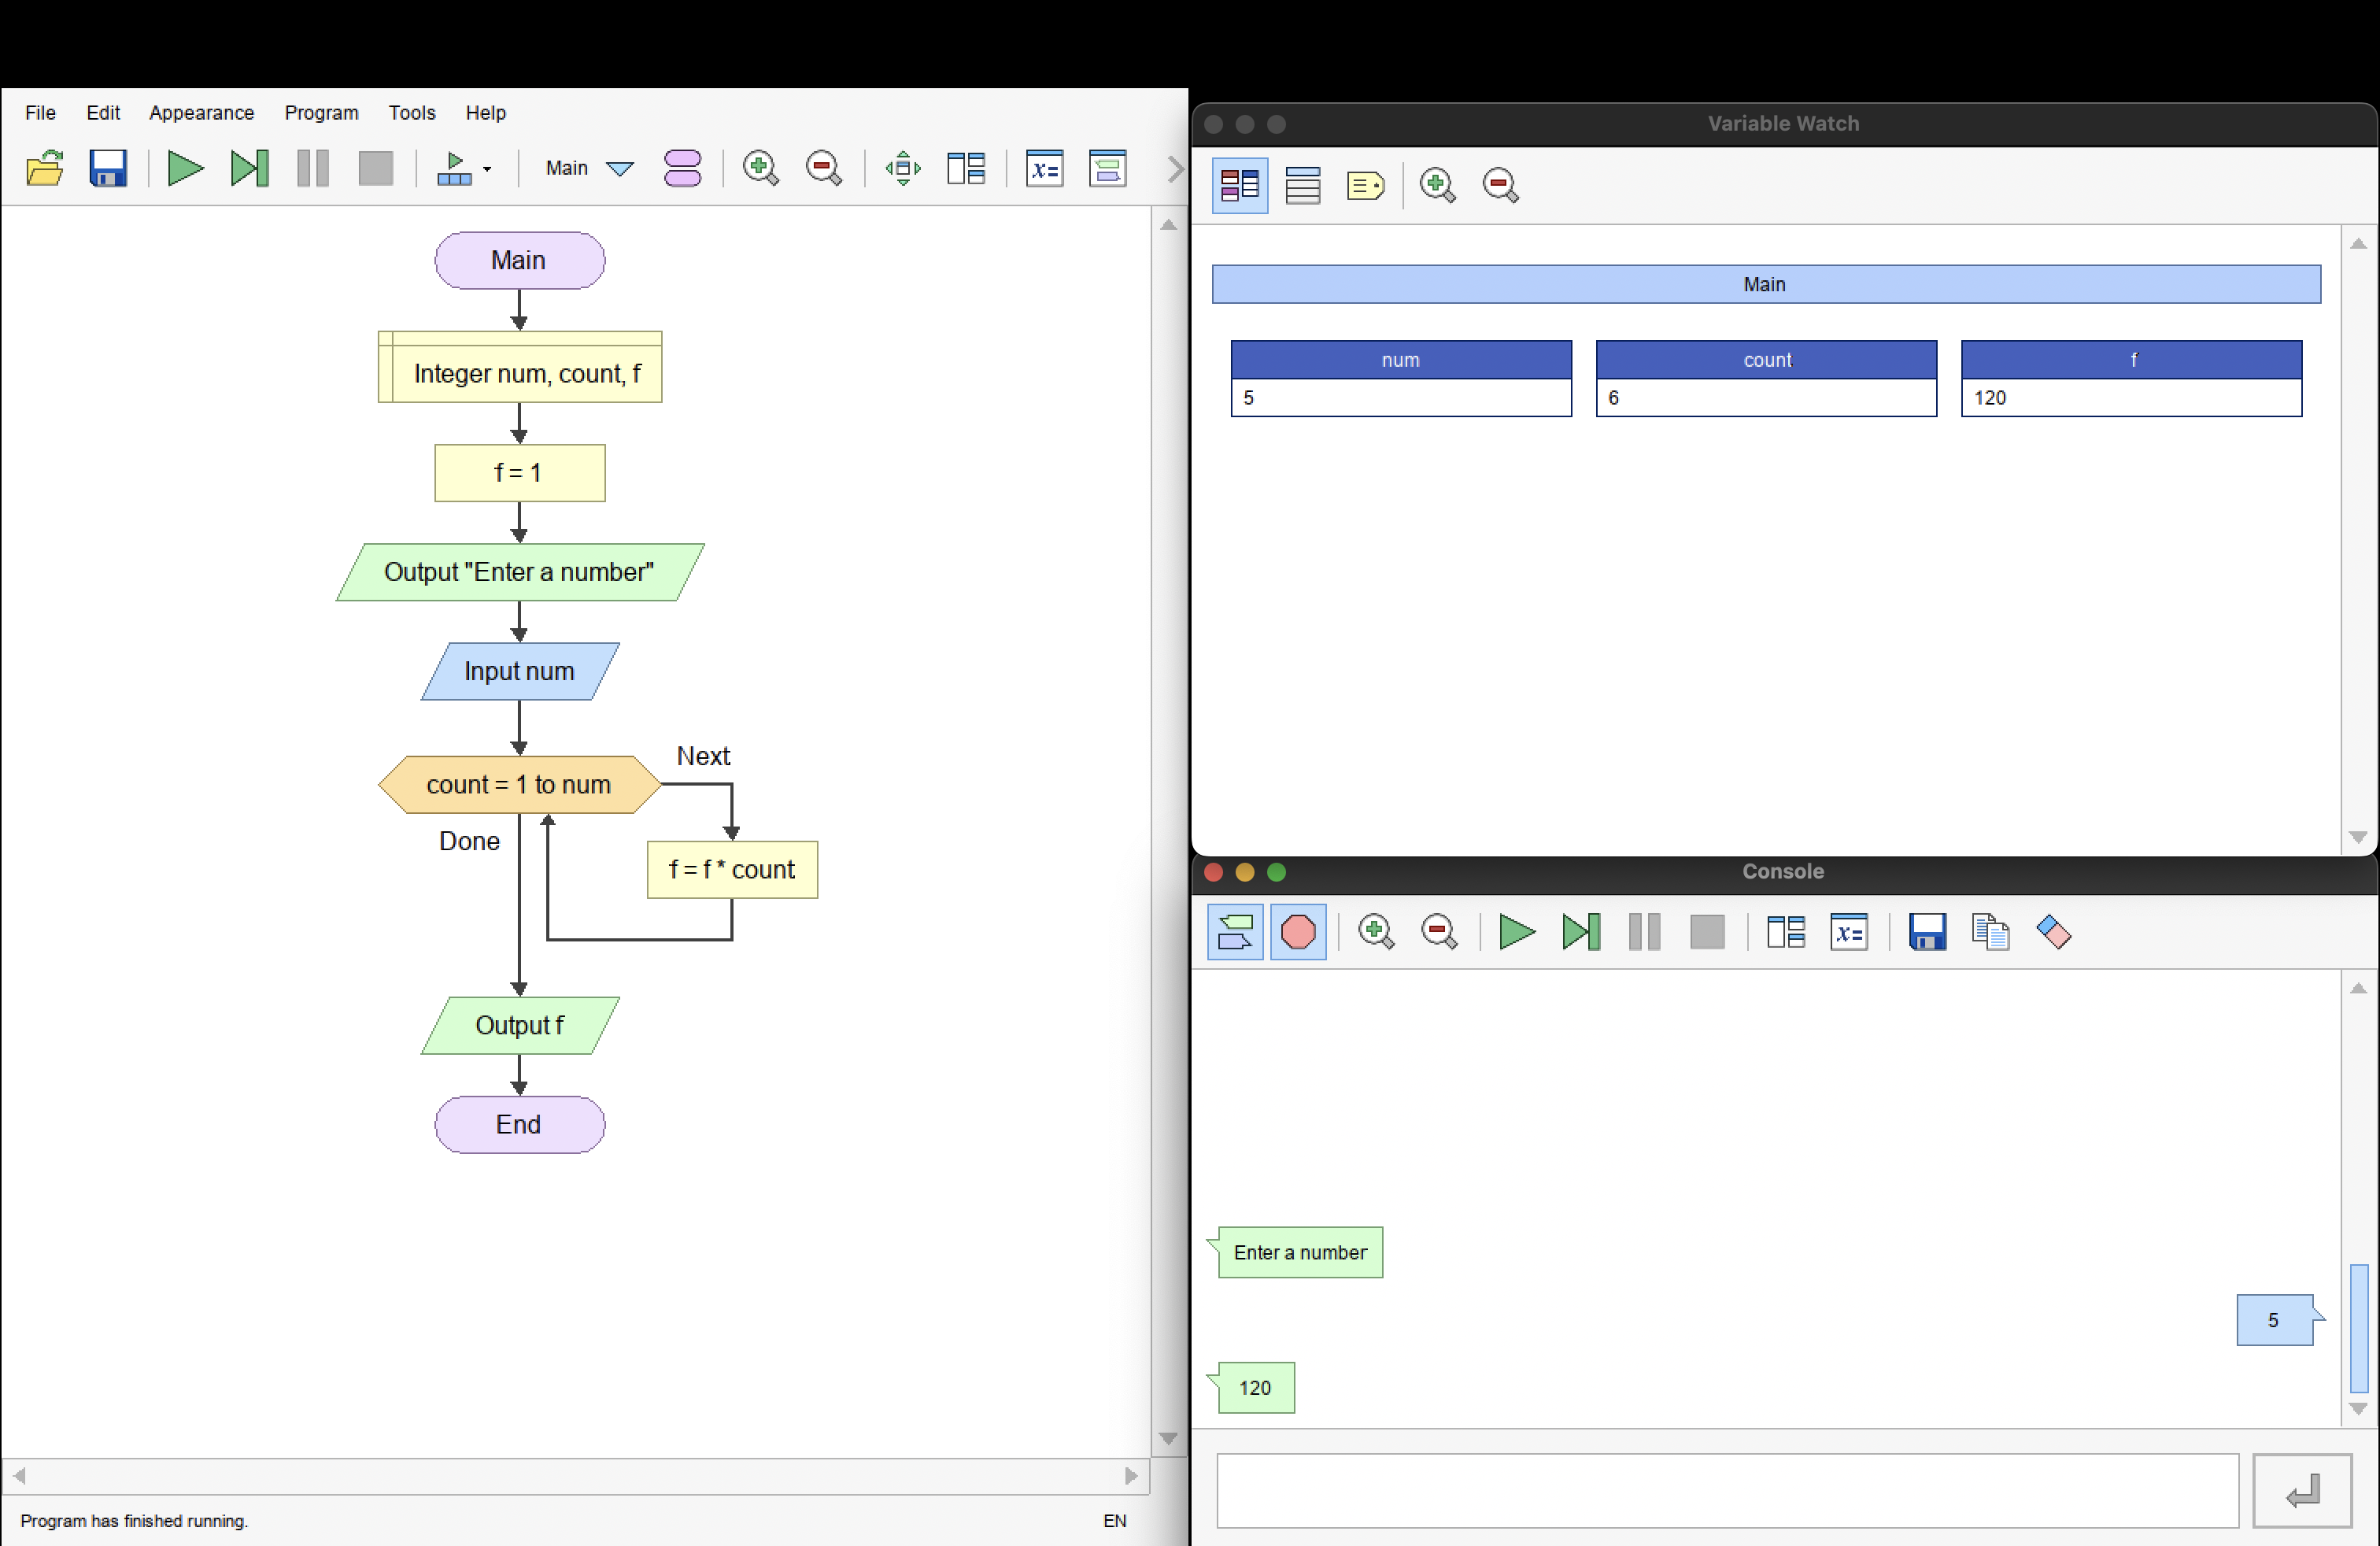 File Edit Appearance Program Tools Help
Main
x=
Main
Integer num, count, f
f = 1
Output "Enter a number"
Input num
count = 1 to num
Next
Done
f = f * count
Output f
End
Program has finished running.
EN
Variable Watch
Main
num count f
5 6 120
Console
x=
Enter a number
5
120